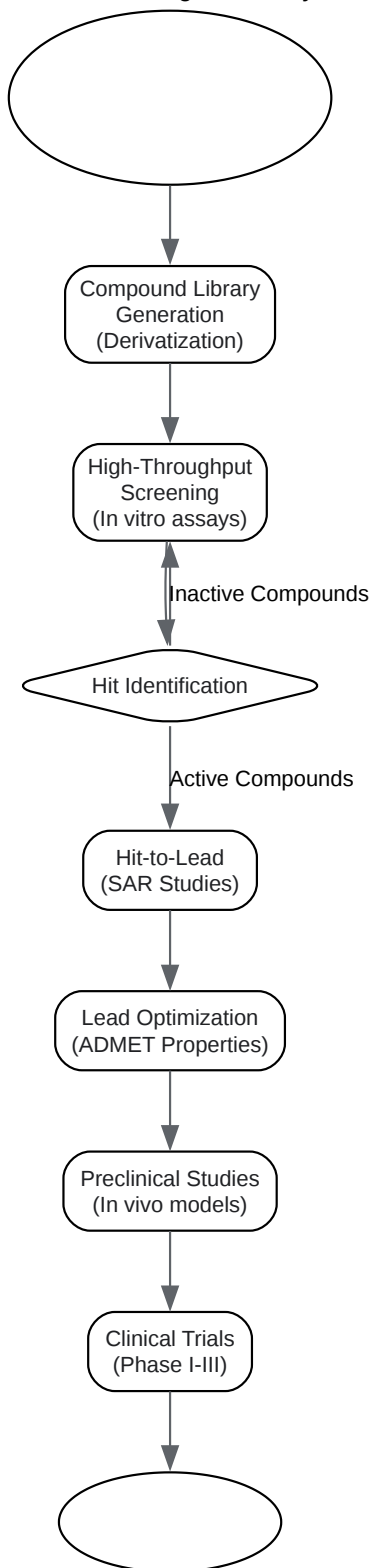 Compound Library
Generation
(Derivatization)
High-Throughput
Screening
(In vitro assays)
Inactive Compounds
Hit Identification
Active Compounds
Hit-to-Lead
(SAR Studies)
Lead Optimization
(ADMET Properties)
Preclinical Studies
(In vivo models)
Clinical Trials
(Phase I-III)